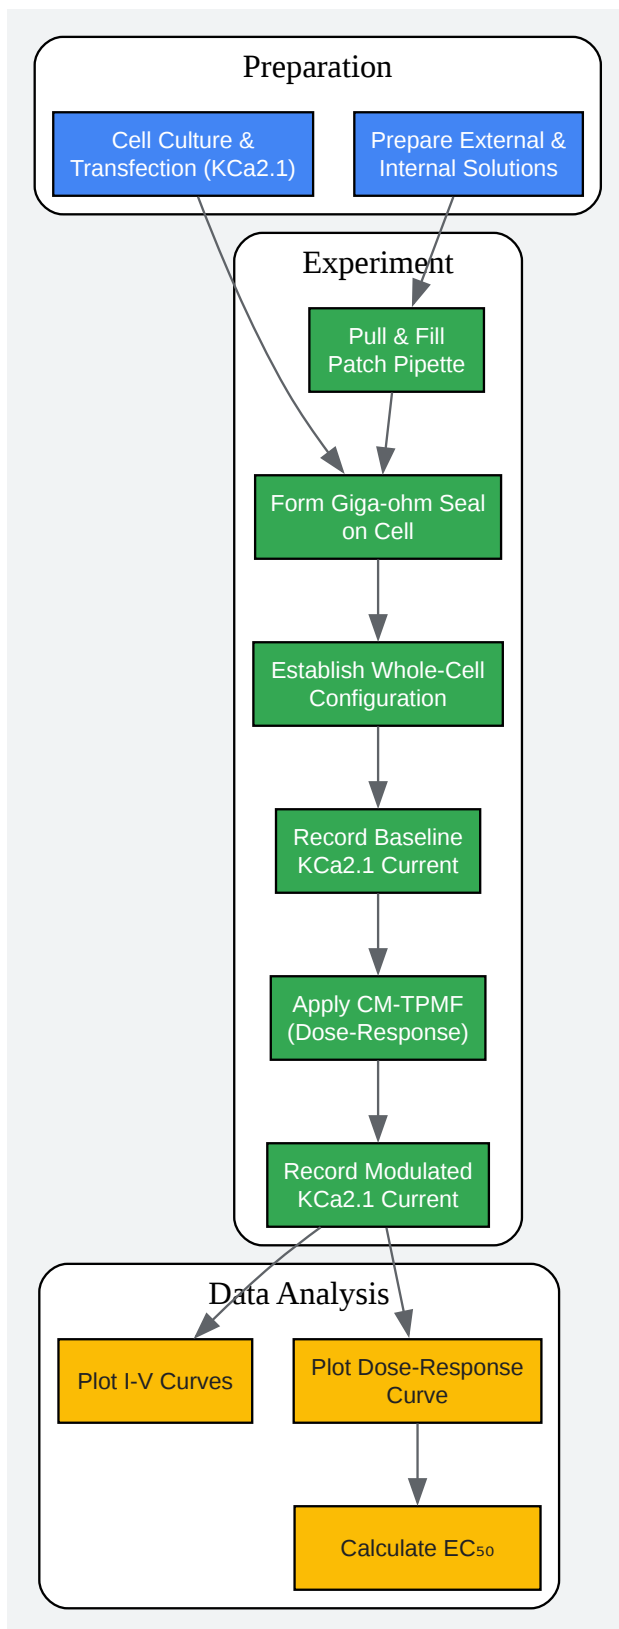 Preparation
Cell Culture &
Transfection (KCa2.1)
Prepare External &
Internal Solutions
Experiment
Pull & Fill
Patch Pipette
Form Giga-ohm Seal
on Cell
Establish Whole-Cell
Configuration
Record Baseline
KCa2.1 Current
Apply CM-TPMF
(Dose-Response)
Record Modulated
KCa2.1 Current
Data Analysis
Plot I-V Curves
Plot Dose-Response
Curve
Calculate EC₅₀